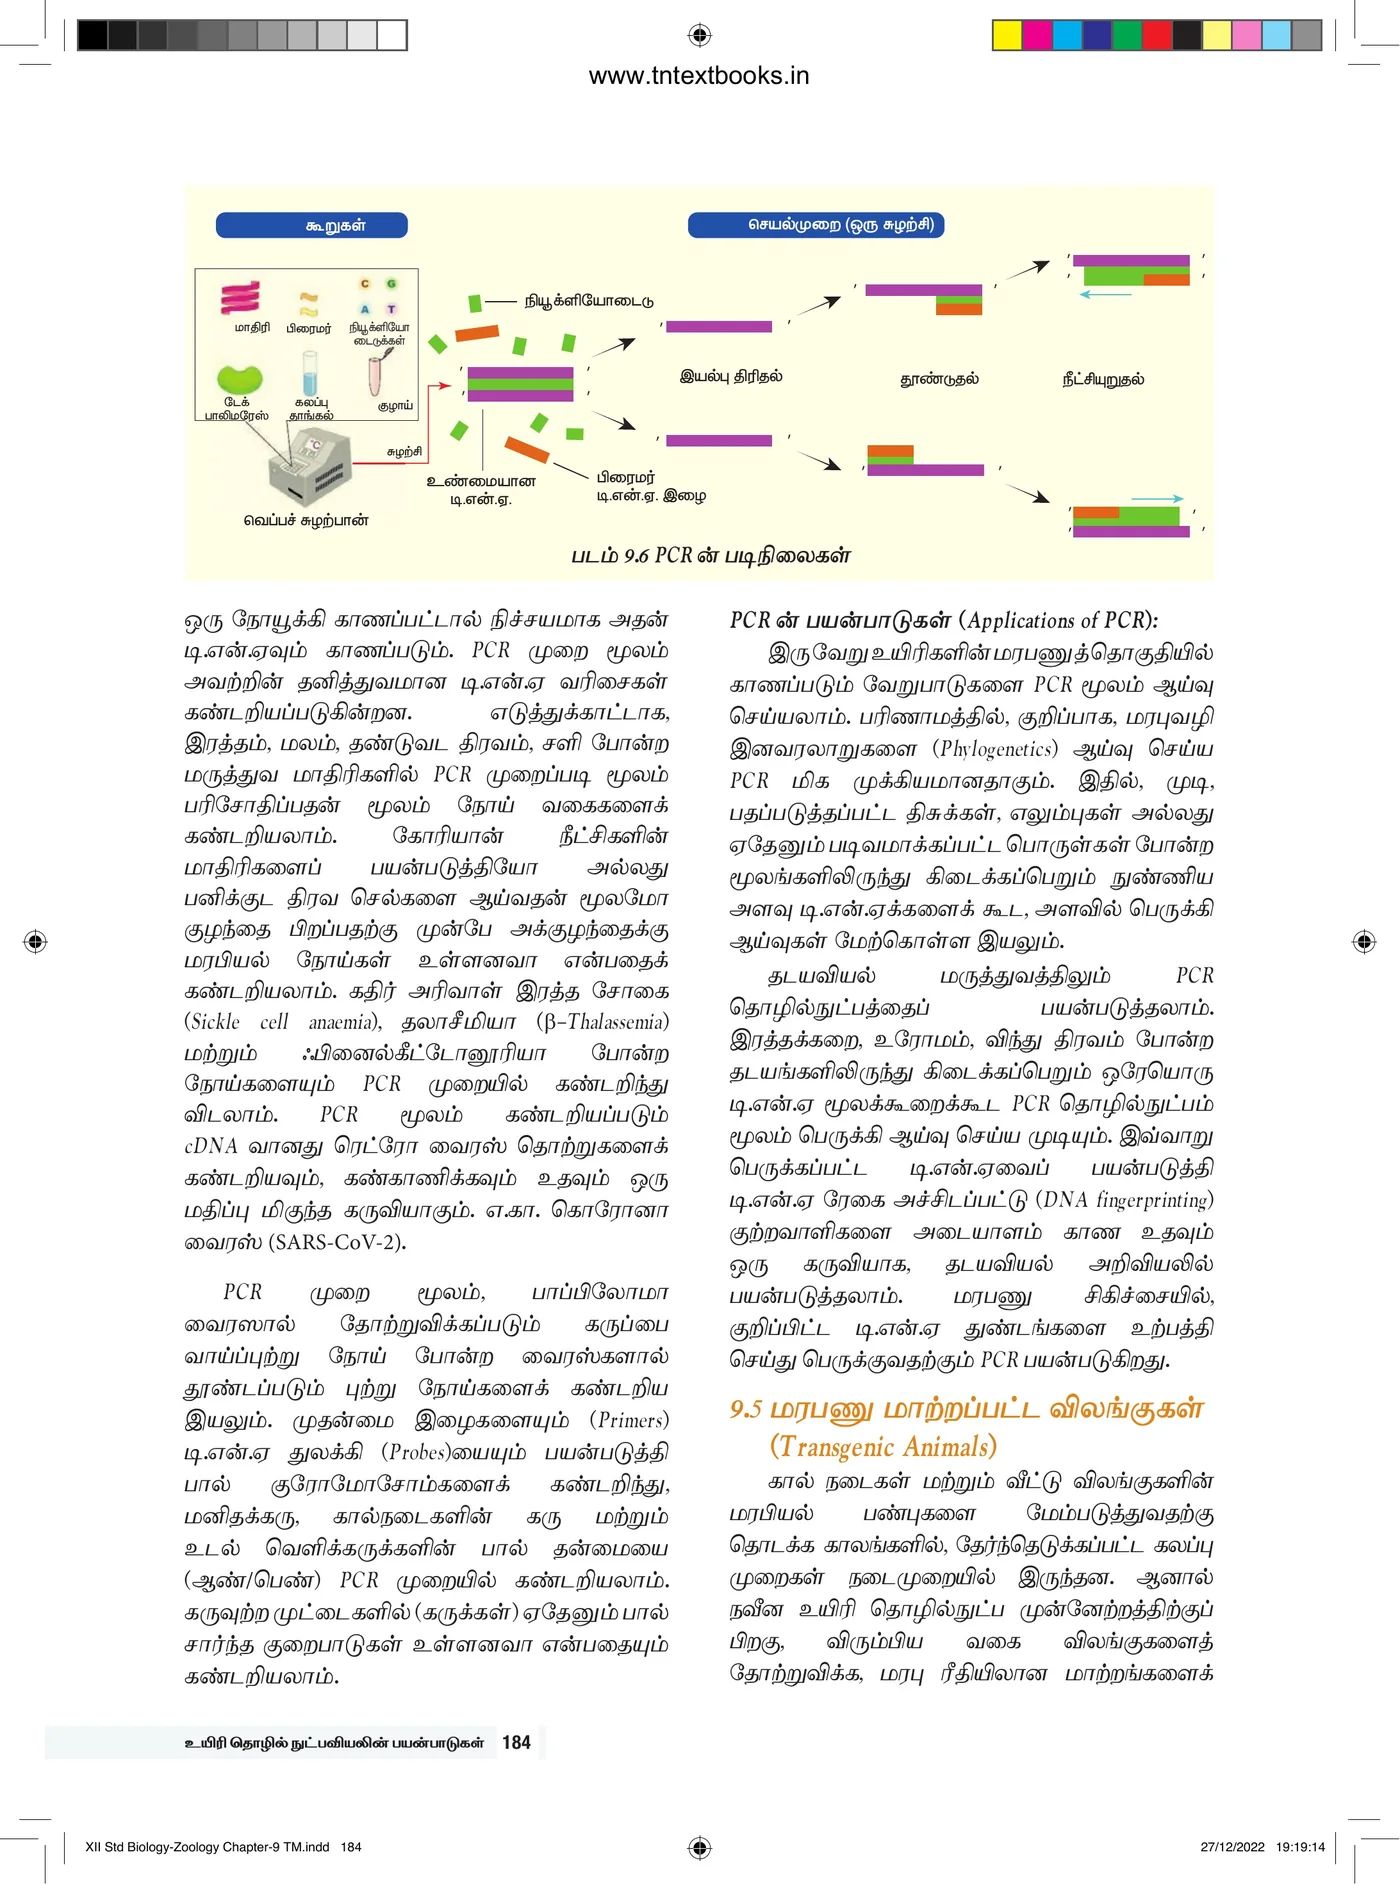 www.tntextbooks.in
கூறுகள்
செயல்முறை (ஒரு சுழற்சி)
C G
A T
மாதிரி
பிரைமர்
நியூக்ளியோ
டைடுக்கள்
டேக்
பாலிமரேஸ்
கலப்பு
தாங்கல்
குழாய்
°C
சுழற்சி
வெப்பச் சுழற்பான்
நியூக்ளியோடைடு
உண்மையான
டி.என்.ஏ.
பிரைமர்
டி.என்.ஏ. இழை
இயல்பு திரிதல்
தூண்டுதல்
நீட்சியுறுதல்
படம் 9.6 PCR ன் படிநிலைகள்
ஒரு நோயூக்கி காணப்பட்டால் நிச்சயமாக அதன்
டி.என்.ஏவும் காணப்படும். PCR முறை மூலம்
அவற்றின் தனித்துவமான டி.என்.ஏ வரிசைகள்
கண்டறியப்படுகின்றன. எடுத்துக்காட்டாக,
இரத்தம், மலம், தண்டுவட திரவம், சளி போன்ற
மருத்துவ மாதிரிகளில் PCR முறைப்படி மூலம்
பரிசோதிப்பதன் மூலம் நோய் வகைகளைக்
கண்டறியலாம். கோரியான் நீட்சிகளின்
மாதிரிகளைப் பயன்படுத்தியோ அல்லது
பனிக்குட திரவ செல்களை ஆய்வதன் மூலமோ
குழந்தை பிறப்பதற்கு முன்பே அக்குழந்தைக்கு
மரபியல் நோய்கள் உள்ளனவா என்பதைக்
கண்டறியலாம். கதிர் அரிவாள் இரத்த சோகை
(Sickle cell anaemia), தலாசீமியா (β–Thalassemia)
மற்றும் ஃபினைல்கீட்டோனூரியா போன்ற
நோய்களையும் PCR முறையில் கண்டறிந்து
விடலாம். PCR மூலம் கண்டறியப்படும்
cDNA வானது ரெட்ரோ வைரஸ் தொற்றுகளைக்
கண்டறியவும், கண்காணிக்கவும் உதவும் ஒரு
மதிப்பு மிகுந்த கருவியாகும். எ.கா. கொரோனா
வைரஸ் (SARS-CoV-2).
PCR முறை மூலம், பாப்பிலோமா
வைரஸால் தோற்றுவிக்கப்படும் கருப்பை
வாய்ப்புற்று நோய் போன்ற வைரஸ்களால்
தூண்டப்படும் புற்று நோய்களைக் கண்டறிய
இயலும். முதன்மை இழைகளையும் (Primers)
டி.என்.ஏ துலக்கி (Probes)யையும் பயன்படுத்தி
பால் குரோமோசோம்களைக் கண்டறிந்து,
மனிதக்கரு, கால்நடைகளின் கரு மற்றும்
உடல் வெளிக்கருக்களின் பால் தன்மையை
(ஆண்/பெண்) PCR முறையில் கண்டறியலாம்.
கருவுற்ற முட்டைகளில் (கருக்கள்) ஏதேனும் பால்
சார்ந்த குறைபாடுகள் உள்ளனவா என்பதையும்
கண்டறியலாம்.
PCR ன் பயன்பாடுகள் (Applications of PCR):
இருவேறு உயிரிகளின் மரபணுத்தொகுதியில்
காணப்படும் வேறுபாடுகளை PCR மூலம் ஆய்வு
செய்யலாம். பரிணாமத்தில், குறிப்பாக, மரபுவழி
இனவரலாறுகளை (Phylogenetics) ஆய்வு செய்ய
PCR மிக முக்கியமானதாகும். இதில், முடி,
பதப்படுத்தப்பட்ட திசுக்கள், எலும்புகள் அல்லது
ஏதேனும் படிவமாக்கப்பட்ட பொருள்கள் போன்ற
மூலங்களிலிருந்து கிடைக்கப்பெறும் நுண்ணிய
அளவு டி.என்.ஏக்களைக் கூட, அளவில் பெருக்கி
ஆய்வுகள் மேற்கொள்ள இயலும்.
தடயவியல் மருத்துவத்திலும் PCR
தொழில்நுட்பத்தைப் பயன்படுத்தலாம்.
இரத்தக்கறை, உரோமம், விந்து திரவம் போன்ற
தடயங்களிலிருந்து கிடைக்கப்பெறும் ஒரேயொரு
டி.என்.ஏ மூலக்கூறைக்கூட PCR தொழில்நுட்பம்
மூலம் பெருக்கி ஆய்வு செய்ய முடியும். இவ்வாறு
பெருக்கப்பட்ட டி.என்.ஏவைப் பயன்படுத்தி
டி.என்.ஏ ரேகை அச்சிடப்பட்டு (DNA fingerprinting)
குற்றவாளிகளை அடையாளம் காண உதவும்
ஒரு கருவியாக, தடயவியல் அறிவியலில்
பயன்படுத்தலாம். மரபணு சிகிச்சையில்,
குறிப்பிட்ட டி.என்.ஏ துண்டங்களை உற்பத்தி
செய்து பெருக்குவதற்கும் PCR பயன்படுகிறது.
9.5 மரபணு மாற்றப்பட்ட விலங்குகள்
(Transgenic Animals)
கால் நடைகள் மற்றும் வீட்டு விலங்குகளின்
மரபியல் பண்புகளை மேம்படுத்துவதற்கு
தொடக்க காலங்களில், தேர்ந்தெடுக்கப்பட்ட கலப்பு
முறைகள் நடைமுறையில் இருந்தன. ஆனால்
நவீன உயிரி தொழில்நுட்ப முன்னேற்றத்திற்குப்
பிறகு, விரும்பிய வகை விலங்குகளைத்
தோற்றுவிக்க, மரபு ரீதியிலான மாற்றங்களைக்
உயிரி தொழில் நுட்பவியலின் பயன்பாடுகள் 184
XII Std Biology-Zoology Chapter-9 TM.indd 184
27/12/2022 19:19:14